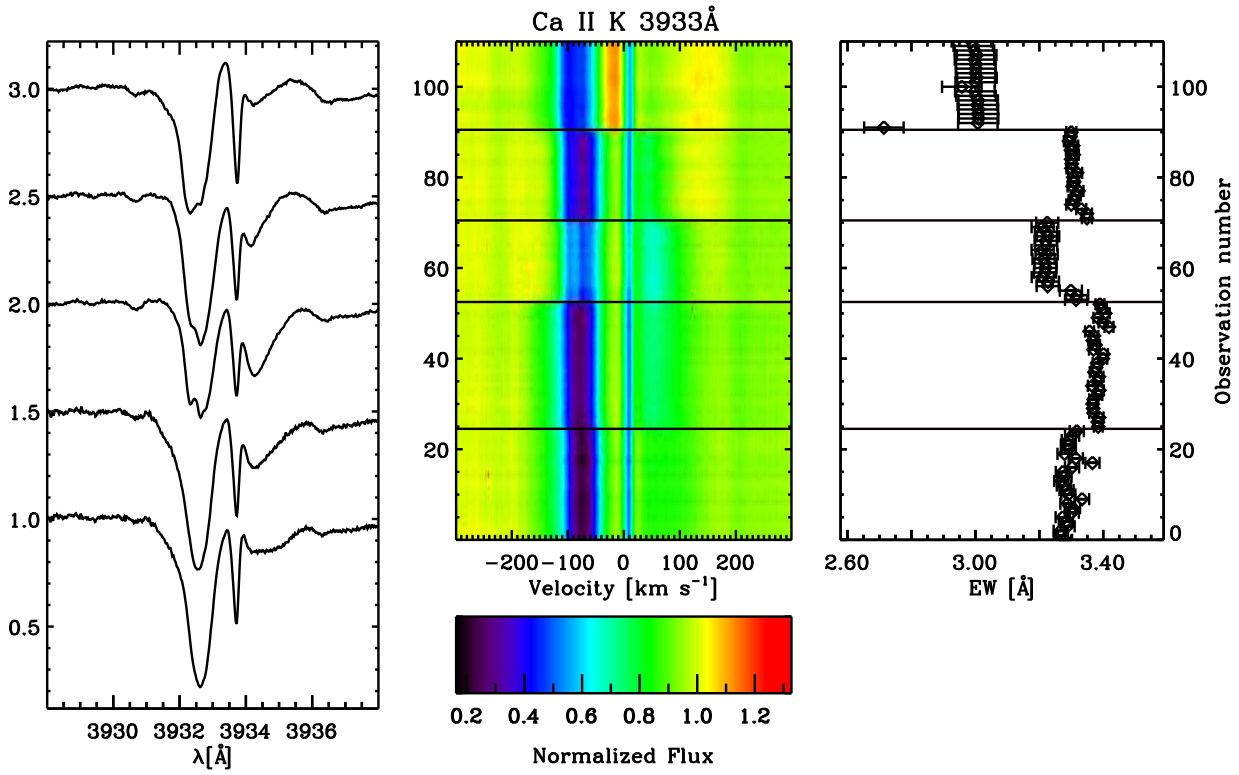 Ca II K 3933Å
3.0
2.5
2.0
1.5
1.0
0.5
3930 3932 3934 3936
λ[Å]
100
80
60
40
20
−200 −100 0 100 200
Velocity [km s⁻¹]
100
80
60
40
20
0
Observation number
2.60 3.00 3.40
EW [Å]
0.2 0.4 0.6 0.8 1.0 1.2
Normalized Flux